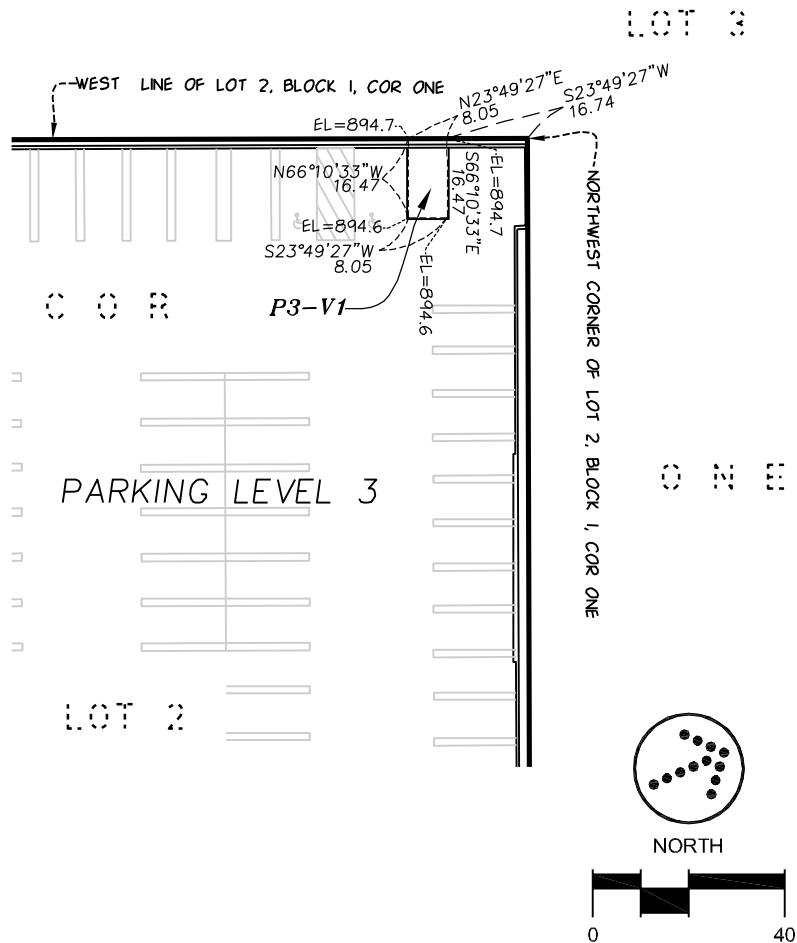 LOT 3
WEST LINE OF LOT 2, BLOCK 1, COR ONE
N23°49'27"E
8.05
S23°49'27"W
16.74
EL=894.7
N66°10'33"W
16.47
S66°10'33"E
16.47
EL=894.7
EL=894.6
S23°49'27"W
8.05
EL=894.6
P3-V1
NORTHWEST CORNER OF LOT 2, BLOCK 1, COR ONE
COR
ONE
PARKING LEVEL 3
LOT 2
NORTH
0 40